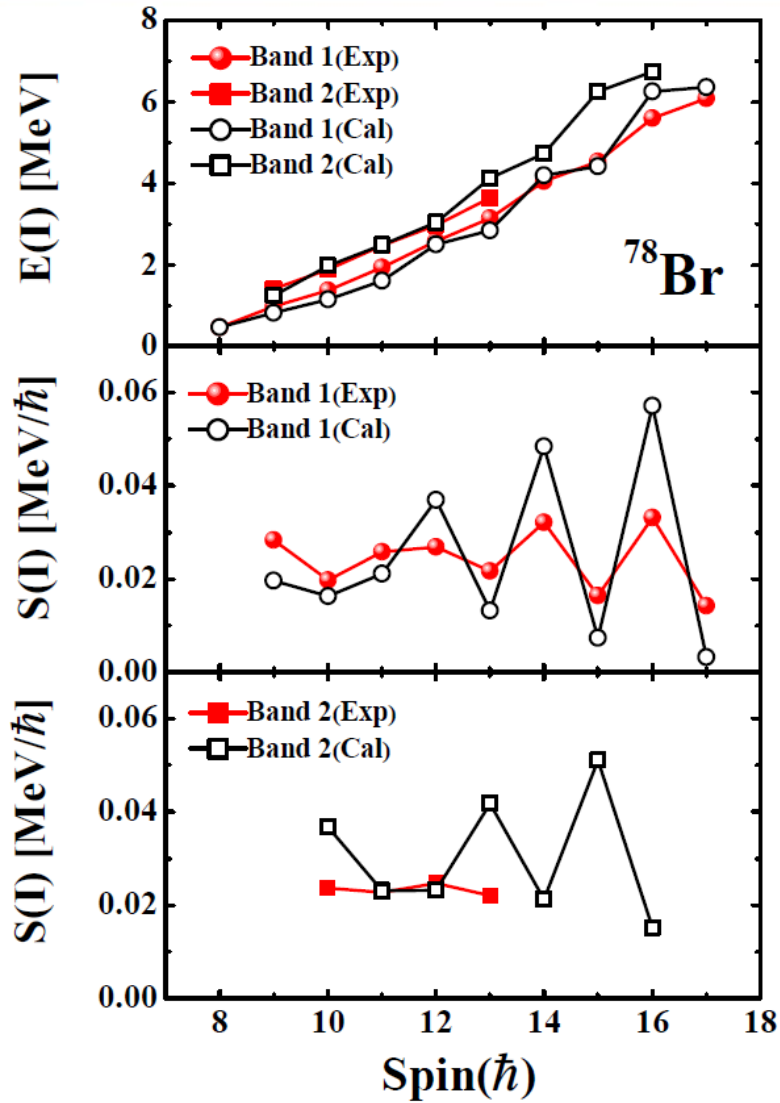 8
6
4
2
0
E(I) [MeV]
Band 1(Exp)
Band 2(Exp)
Band 1(Cal)
Band 2(Cal)
⁷⁸Br
0.06
0.04
0.02
0.00
S(I) [MeV/ħ]
Band 1(Exp)
Band 1(Cal)
0.06
0.04
0.02
0.00
S(I) [MeV/ħ]
Band 2(Exp)
Band 2(Cal)
8 10 12 14 16 18
Spin(ħ)